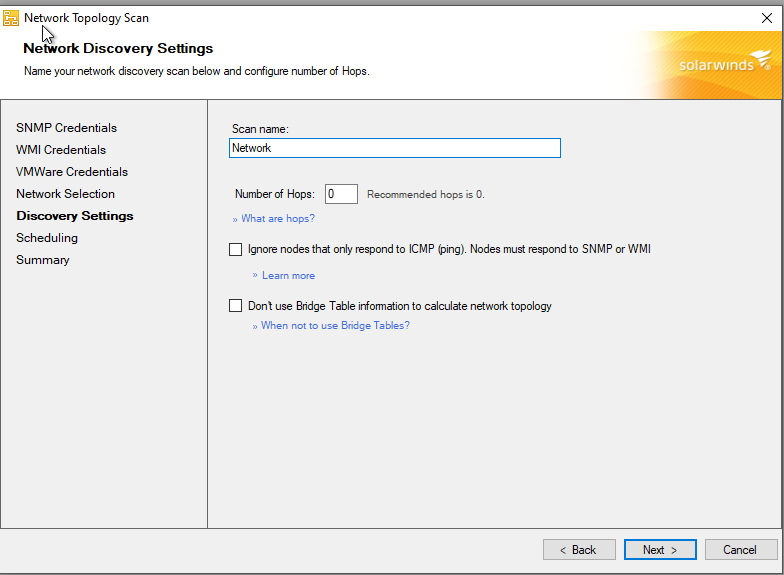 Network Topology Scan
Network Discovery Settings
Name your network discovery scan below and configure number of Hops.
solarwinds
SNMP Credentials
WMI Credentials
VMWare Credentials
Network Selection
Discovery Settings
Scheduling
Summary
Scan name:
Network
Number of Hops: 0 Recommended hops is 0.
» What are hops?
Ignore nodes that only respond to ICMP (ping). Nodes must respond to SNMP or WMI
» Learn more
Don't use Bridge Table information to calculate network topology
» When not to use Bridge Tables?
< Back Next > Cancel